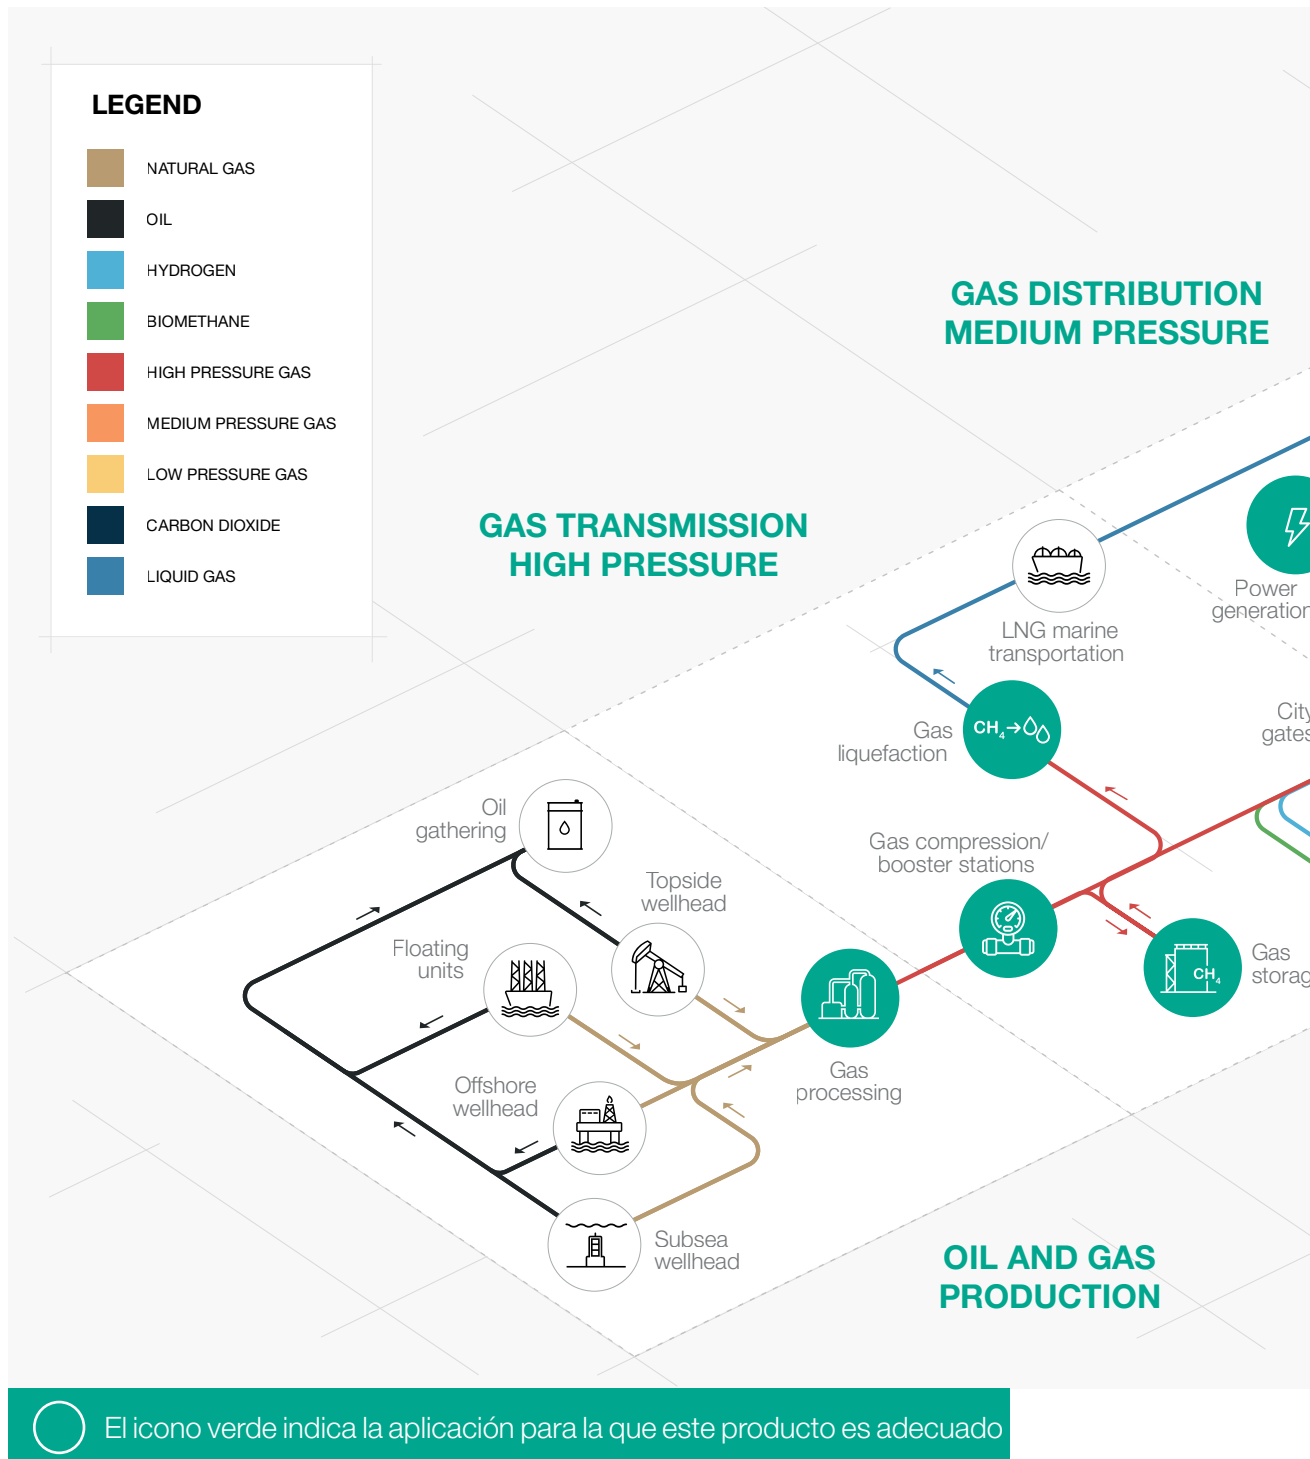 LEGEND
NATURAL GAS
OIL
HYDROGEN
BIOMETHANE
HIGH PRESSURE GAS
MEDIUM PRESSURE GAS
LOW PRESSURE GAS
CARBON DIOXIDE
LIQUID GAS
GAS DISTRIBUTION
MEDIUM PRESSURE
GAS TRANSMISSION
HIGH PRESSURE
Power
generation
LNG marine
transportation
City
gates
Gas
liquefaction
CH₄→
Oil
gathering
Gas compression/
booster stations
Topside
wellhead
Floating
units
Gas
storag
CH₄
Gas
processing
Offshore
wellhead
Subsea
wellhead
OIL AND GAS
PRODUCTION
El icono verde indica la aplicación para la que este producto es adecuado